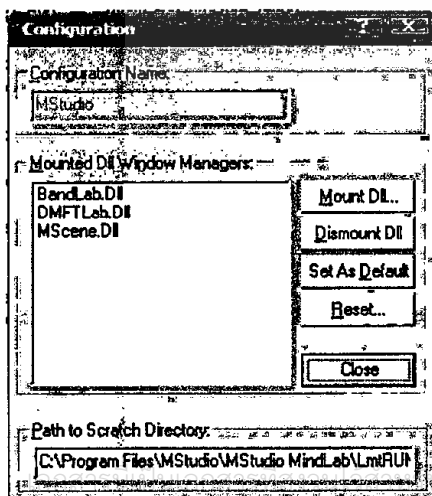 Configuration
Configuration Name:
MStudio
Mounted Dll Window Managers:
BandLab.Dll
DMFTLab.Dll
MScene.Dll
Mount Dll...
Dismount Dll
Set As Default
Reset...
Close
Path to Scratch Directory:
C:\Program Files\MStudio\MStudio MindLab\LmtRUN